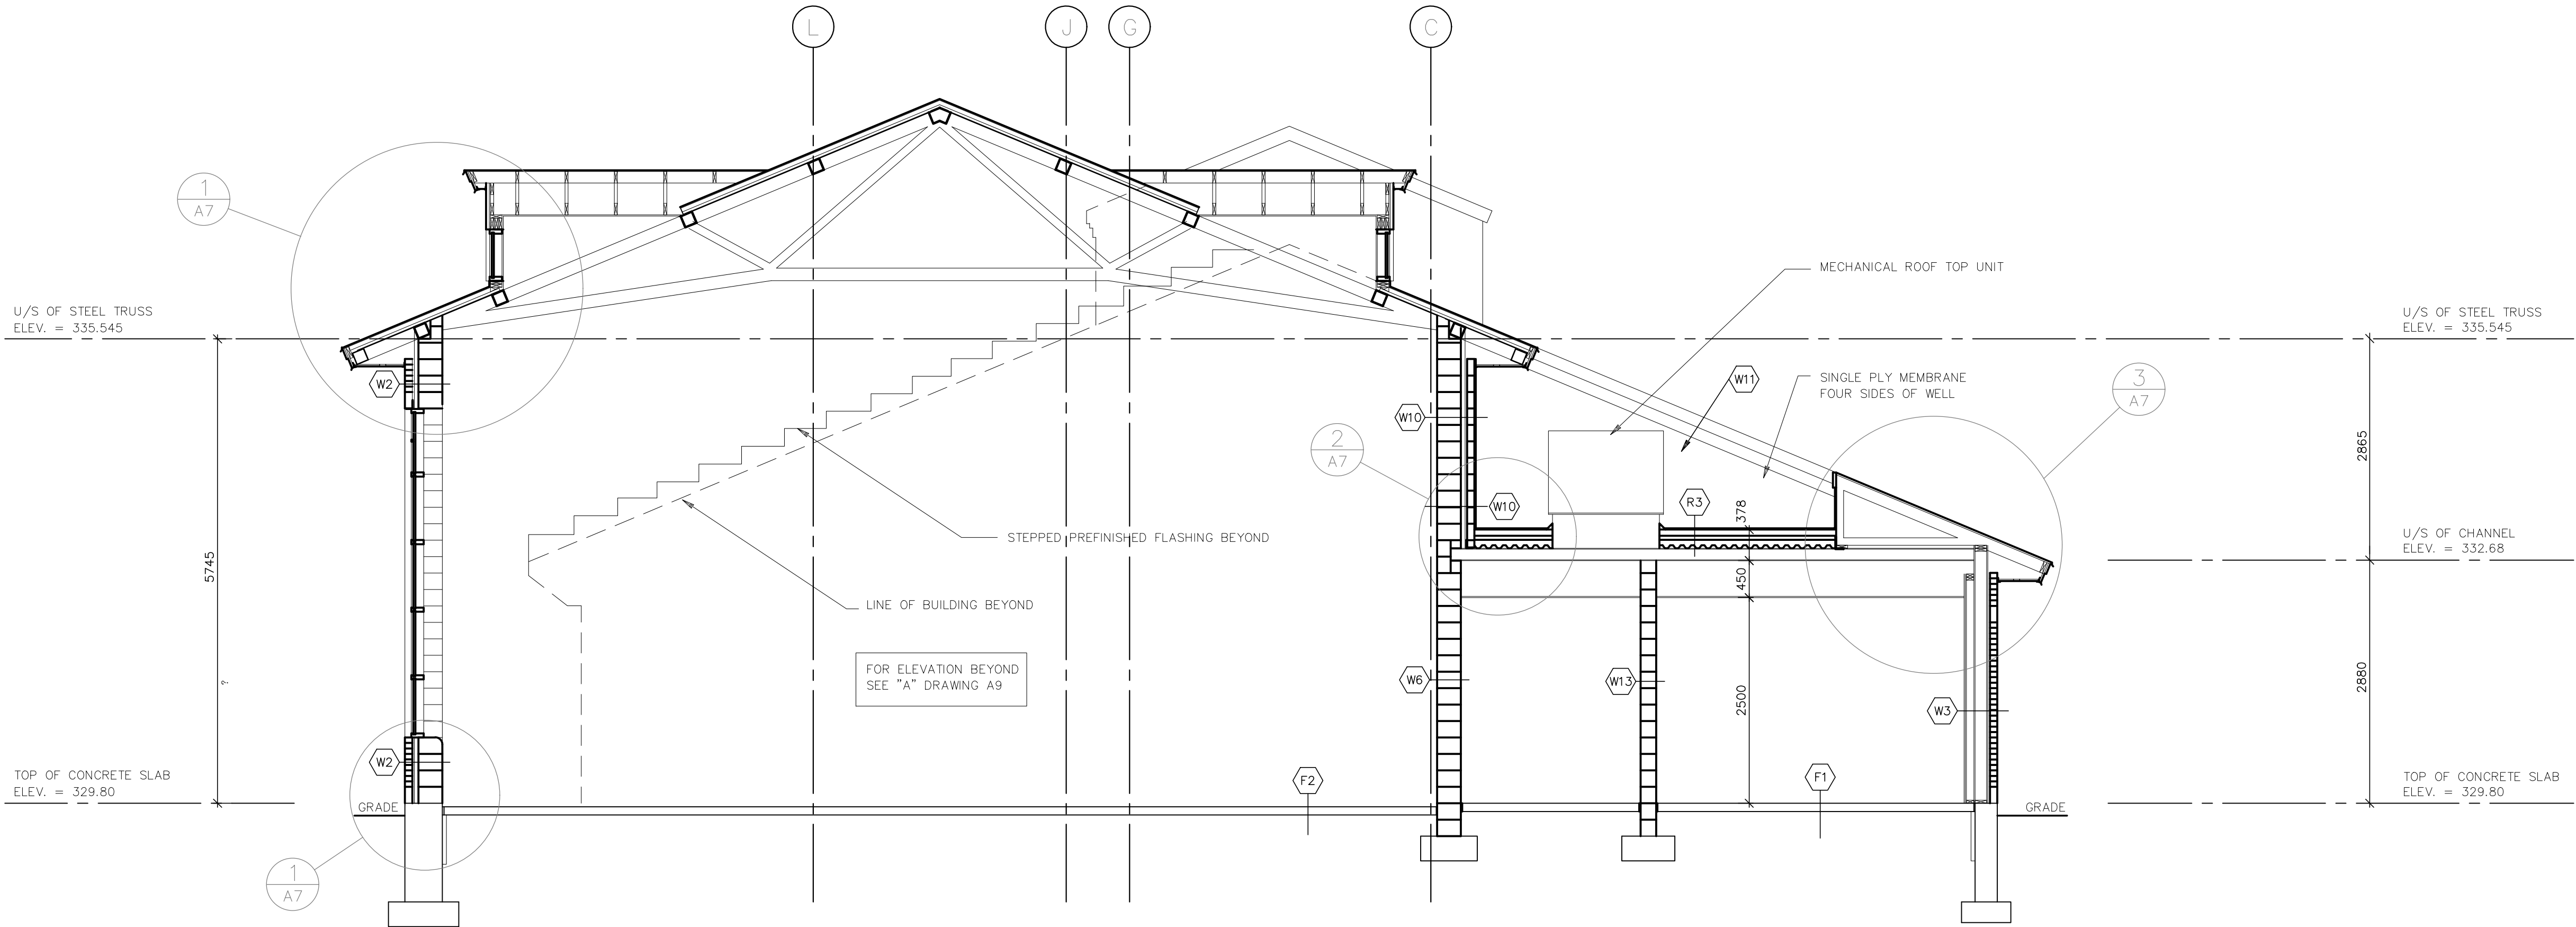 L
J
G
C
1
A7
MECHANICAL ROOF TOP UNIT
U/S OF STEEL TRUSS
ELEV. = 335.545
U/S OF STEEL TRUSS
ELEV. = 335.545
W2
W11
SINGLE PLY MEMBRANE
FOUR SIDES OF WELL
3
A7
W10
2
A7
2865
W10
R3
378
STEPPED PREFINISHED FLASHING BEYOND
U/S OF CHANNEL
ELEV. = 332.68
5745
450
LINE OF BUILDING BEYOND
FOR ELEVATION BEYOND
SEE "A" DRAWING A9
?
W6
W13
2500
W3
2880
W2
F2
F1
TOP OF CONCRETE SLAB
ELEV. = 329.80
TOP OF CONCRETE SLAB
ELEV. = 329.80
GRADE
GRADE
1
A7